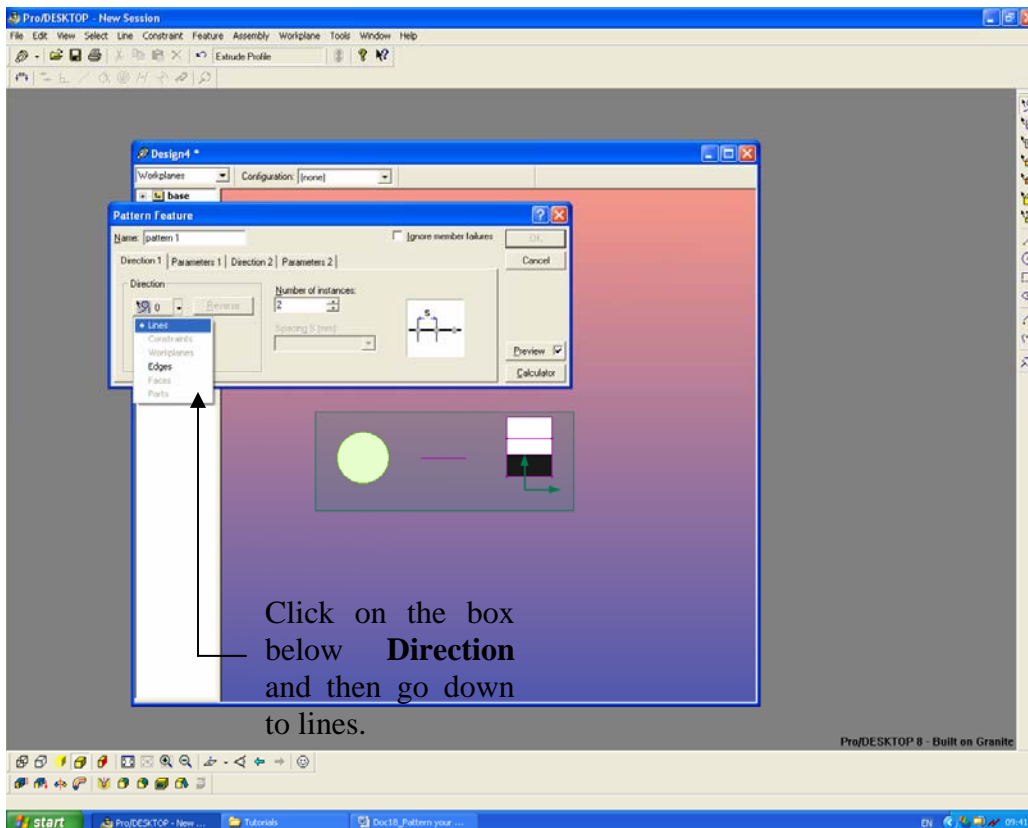 Pro/DESKTOP - New Session
File Edit View Select Line Constraint Feature Assembly Workplane Tools Window Help
Extrude Profile
Design4 *
Workplanes Configuration: (none)
base
Pattern Feature
Name: pattern 1 Ignore member failures OK
Direction 1 Parameters 1 Direction 2 Parameters 2 Cancel
Direction Number of instances:
0 Reverse 2
S
Lines Spacing S (mm)
Constraints
Workplanes Preview
Edges
Faces Calculator
Parts
Click on the box
below Direction
and then go down
to lines.
Pro/DESKTOP 8 - Built on Granite
start Pro/DESKTOP - New ... Tutorials Doc18_Pattern your ... EN 09:41